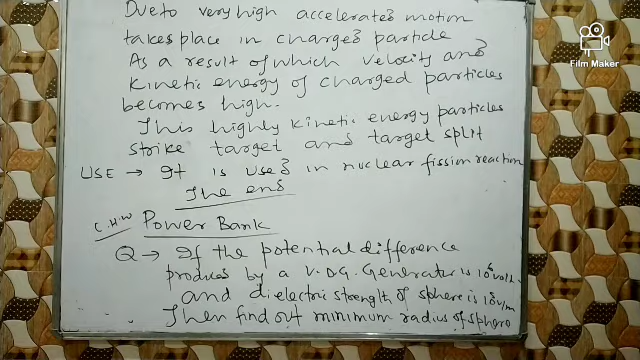 Due to very high accelerated motion
takes place in charged particle
As a result of which velocity and
kinetic energy of charged particles
becomes high.
This highly kinetic energy particles
strike target and target split
USE → It is used in nuclear fission reaction
The end
C.H.W Power Bank
Q → If the potential difference
produced by a V.D.G. Generator is 10⁶ volt.
and dielectric strength of sphere is
Then find out minimum radius of sphere
Film Maker